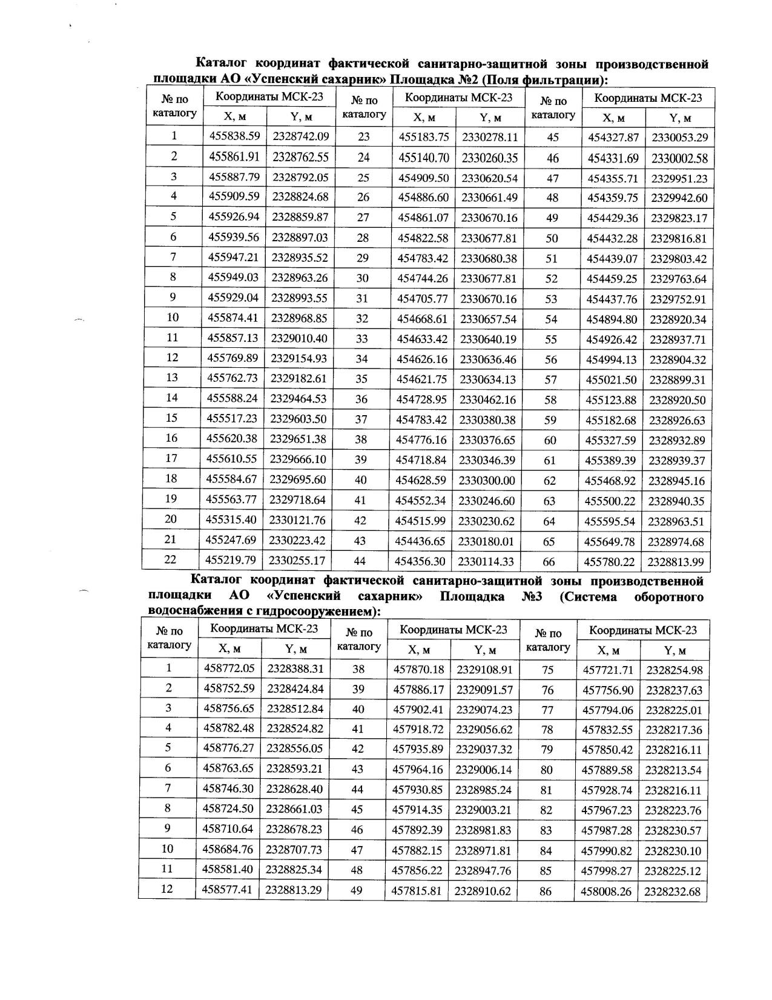 Каталог координат фактической санитарно-защитной зоны производственной
площадки АО «Успенский сахарник» Площадка №2 (Поля фильтрации):
№ по каталогу Координаты МСК-23 № по каталогу Координаты МСК-23 № по каталогу Координаты МСК-23
X, м Y, м X, м Y, м X, м Y, м
1 455838.59 2328742.09 23 455183.75 2330278.11 45 454327.87 2330053.29
2 455861.91 2328762.55 24 455140.70 2330260.35 46 454331.69 2330002.58
3 455887.79 2328792.05 25 454909.50 2330620.54 47 454355.71 2329951.23
4 455909.59 2328824.68 26 454886.60 2330661.49 48 454359.75 2329942.60
5 455926.94 2328859.87 27 454861.07 2330670.16 49 454429.36 2329823.17
6 455939.56 2328897.03 28 454822.58 2330677.81 50 454432.28 2329816.81
7 455947.21 2328935.52 29 454783.42 2330680.38 51 454439.07 2329803.42
8 455949.03 2328963.26 30 454744.26 2330677.81 52 454459.25 2329763.64
9 455929.04 2328993.55 31 454705.77 2330670.16 53 454437.76 2329752.91
10 455874.41 2328968.85 32 454668.61 2330657.54 54 454894.80 2328920.34
11 455857.13 2329010.40 33 454633.42 2330640.19 55 454926.42 2328937.71
12 455769.89 2329154.93 34 454626.16 2330636.46 56 454994.13 2328904.32
13 455762.73 2329182.61 35 454621.75 2330634.13 57 455021.50 2328899.31
14 455588.24 2329464.53 36 454728.95 2330462.16 58 455123.88 2328920.50
15 455517.23 2329603.50 37 454783.42 2330380.38 59 455182.68 2328926.63
16 455620.38 2329651.38 38 454776.16 2330376.65 60 455327.59 2328932.89
17 455610.55 2329666.10 39 454718.84 2330346.39 61 455389.39 2328939.37
18 455584.67 2329695.60 40 454628.59 2330300.00 62 455468.92 2328945.16
19 455563.77 2329718.64 41 454552.34 2330246.60 63 455500.22 2328940.35
20 455315.40 2330121.76 42 454515.99 2330230.62 64 455595.54 2328963.51
21 455247.69 2330223.42 43 454436.65 2330180.01 65 455649.78 2328974.68
22 455219.79 2330255.17 44 454356.30 2330114.33 66 455780.22 2328813.99
Каталог координат фактической санитарно-защитной зоны производственной
площадки АО «Успенский сахарник» Площадка №3 (Система оборотного
водоснабжения с гидросооружением):
№ по каталогу Координаты МСК-23 № по каталогу Координаты МСК-23 № по каталогу Координаты МСК-23
X, м Y, м X, м Y, м X, м Y, м
1 458772.05 2328388.31 38 457870.18 2329108.91 75 457721.71 2328254.98
2 458752.59 2328424.84 39 457886.17 2329091.57 76 457756.90 2328237.63
3 458756.65 2328512.84 40 457902.41 2329074.23 77 457794.06 2328225.01
4 458782.48 2328524.82 41 457918.72 2329056.62 78 457832.55 2328217.36
5 458776.27 2328556.05 42 457935.89 2329037.32 79 457850.42 2328216.11
6 458763.65 2328593.21 43 457964.16 2329006.14 80 457889.58 2328213.54
7 458746.30 2328628.40 44 457930.85 2328985.24 81 457928.74 2328216.11
8 458724.50 2328661.03 45 457914.35 2329003.21 82 457967.23 2328223.76
9 458710.64 2328678.23 46 457892.39 2328981.83 83 457987.28 2328230.57
10 458684.76 2328707.73 47 457882.15 2328971.81 84 457990.82 2328230.10
11 458581.40 2328825.34 48 457856.22 2328947.76 85 457998.27 2328225.12
12 458577.41 2328813.29 49 457815.81 2328910.62 86 458008.26 2328232.68